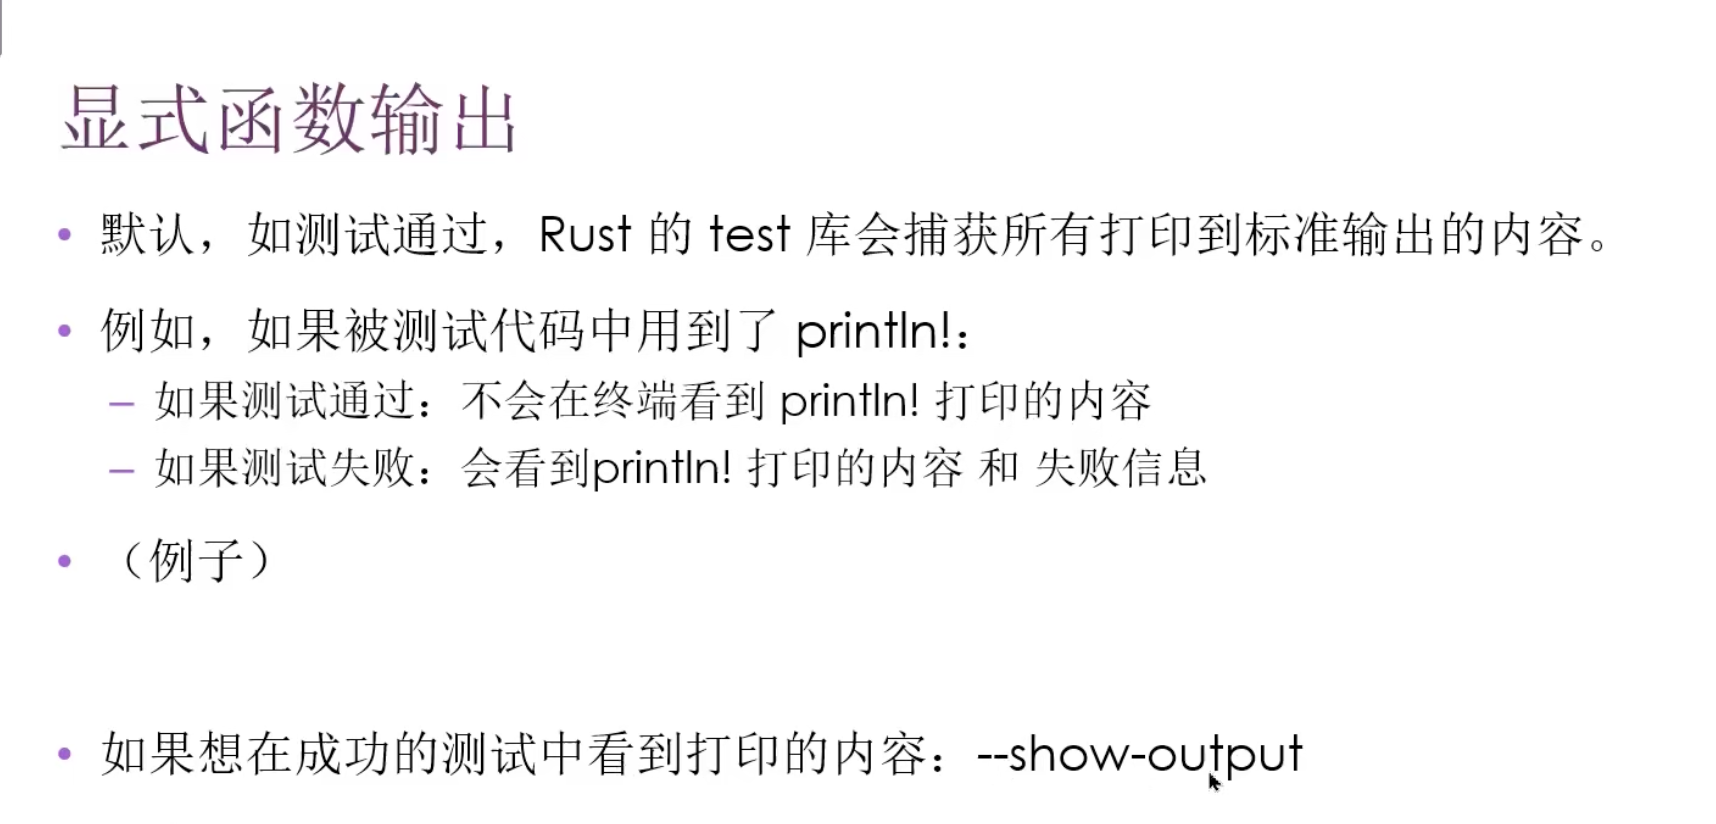 显式函数输出
• 默认，如测试通过，Rust 的 test 库会捕获所有打印到标准输出的内容。
• 例如，如果被测试代码中用到了 println!：
– 如果测试通过：不会在终端看到 println! 打印的内容
– 如果测试失败：会看到println! 打印的内容 和 失败信息
• （例子）
• 如果想在成功的测试中看到打印的内容：--show-output